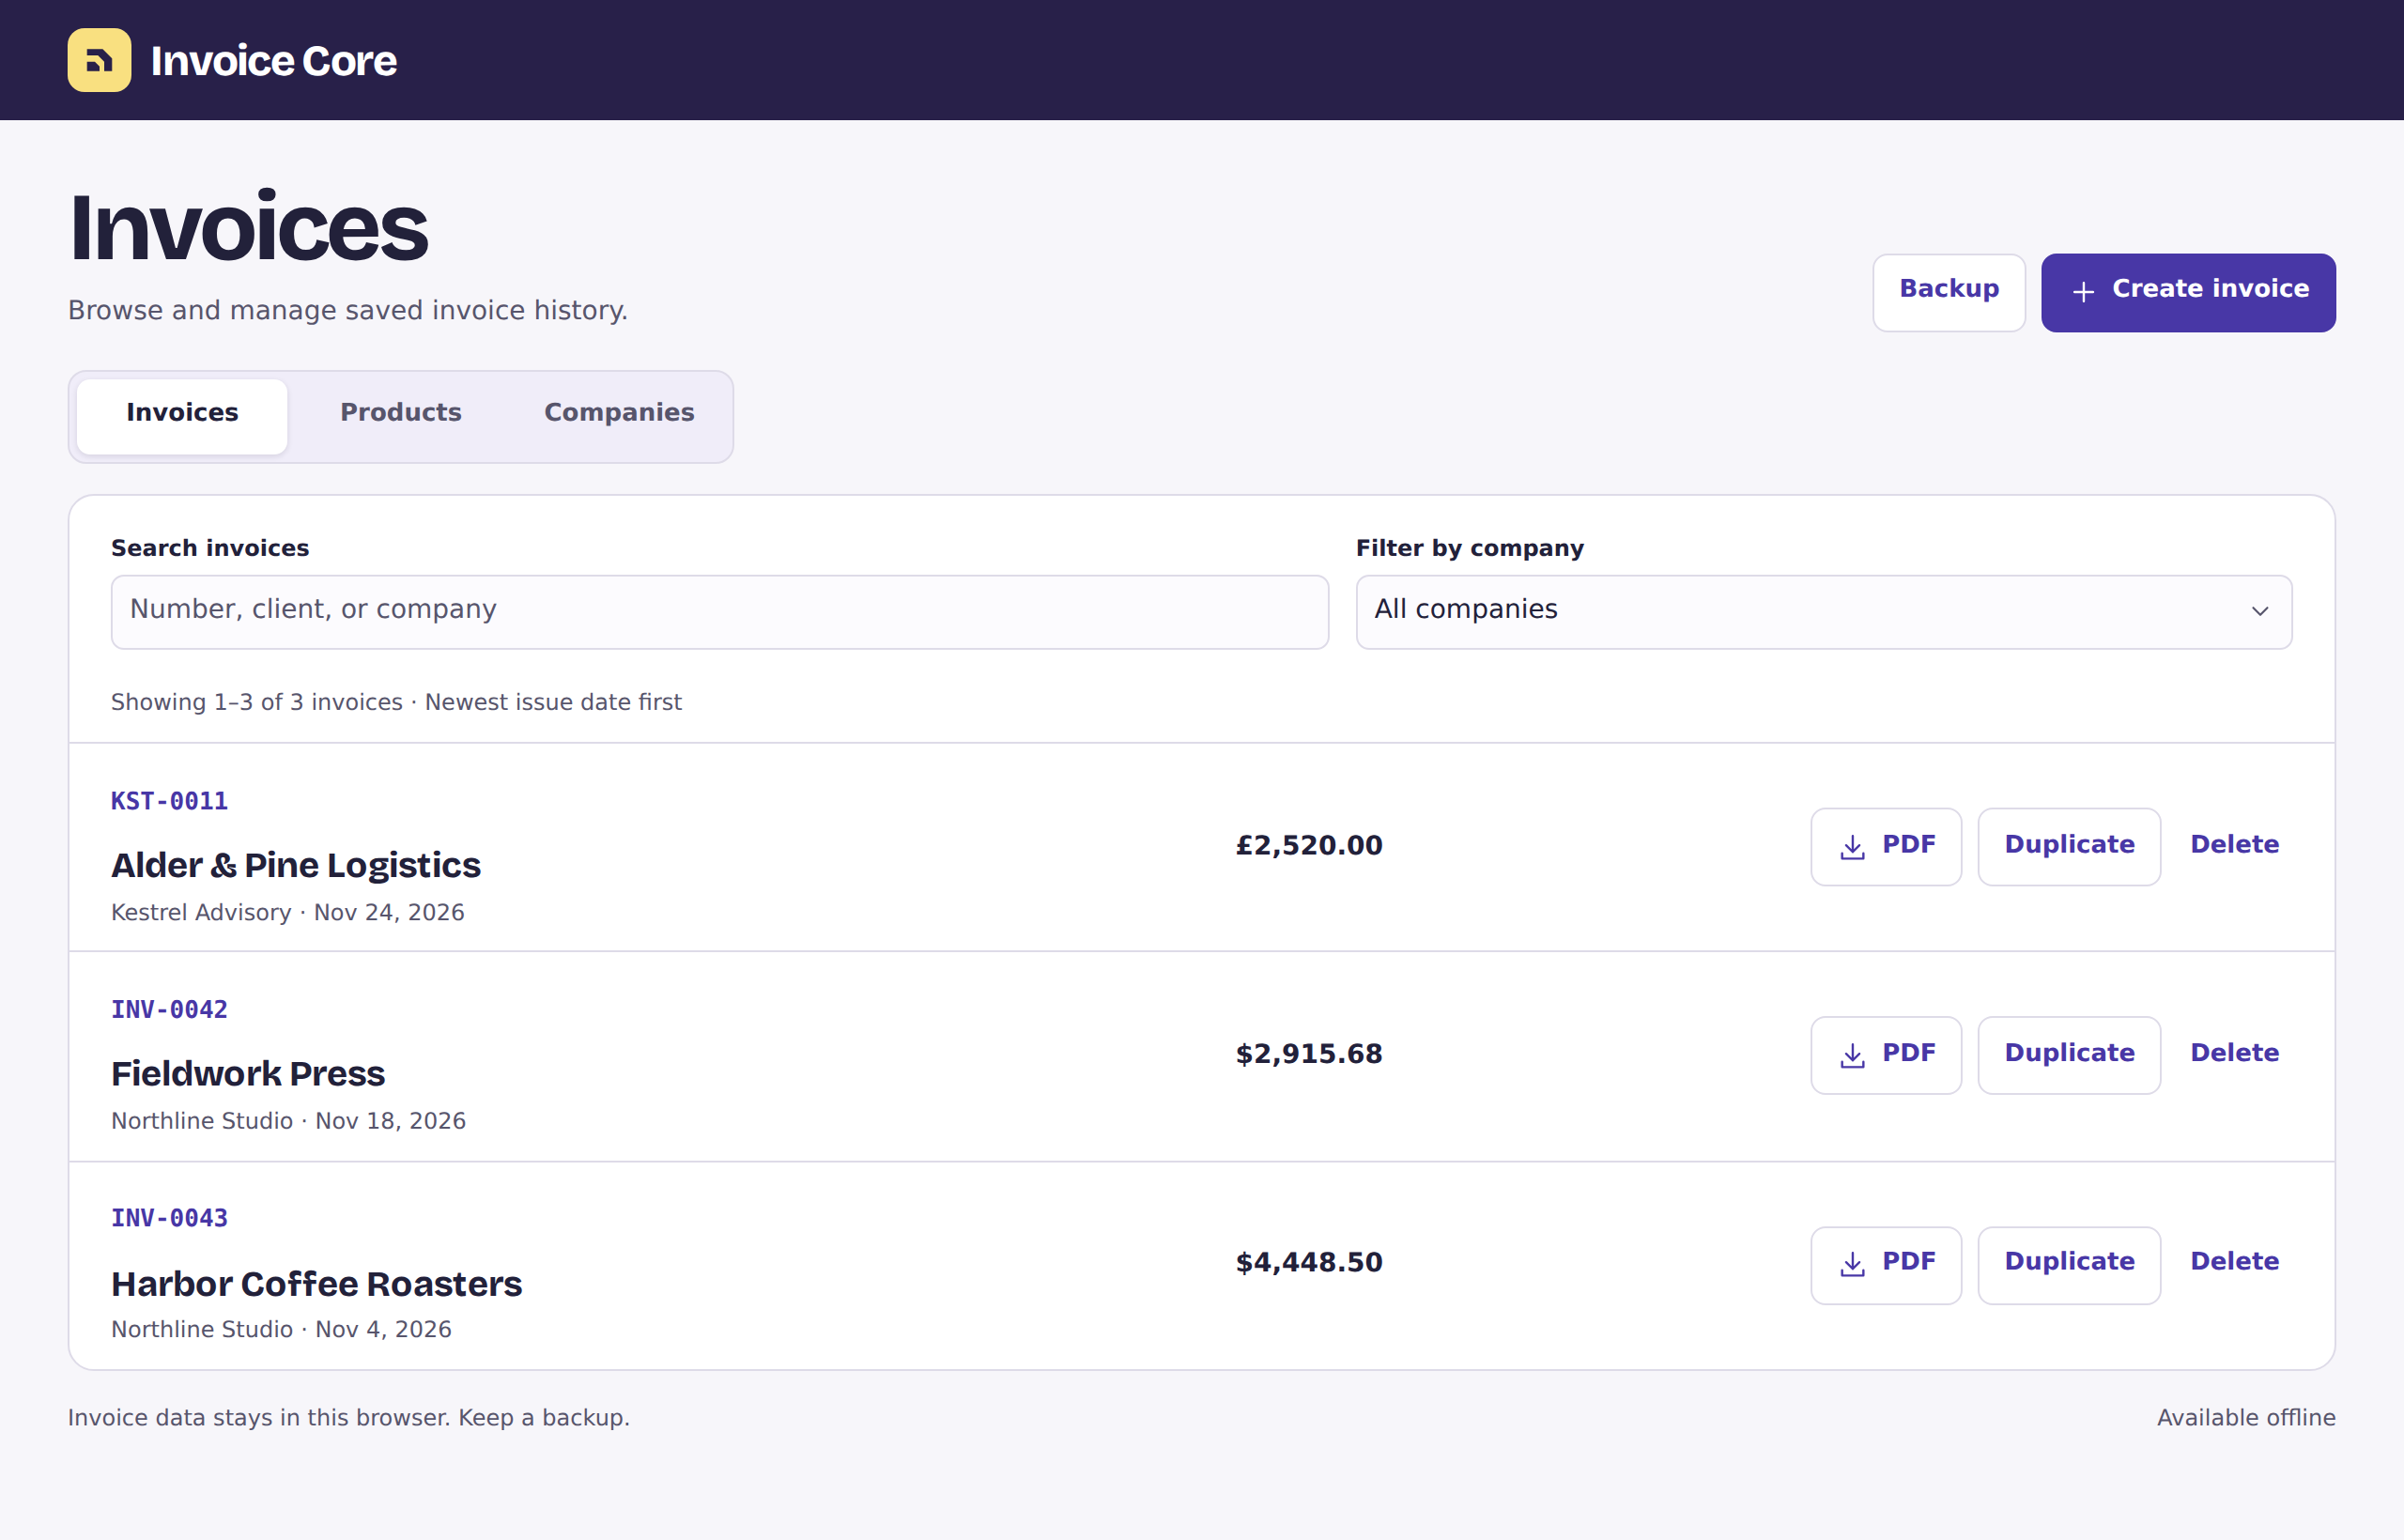 Invoice Core
Invoices
Browse and manage saved invoice history.
Backup
Create invoice
Invoices
Products
Companies
Search invoices
Number, client, or company
Filter by company
All companies
Showing 1–3 of 3 invoices · Newest issue date first
KST-0011
Alder & Pine Logistics
Kestrel Advisory · Nov 24, 2026
£2,520.00
PDF
Duplicate
Delete
INV-0042
Fieldwork Press
Northline Studio · Nov 18, 2026
$2,915.68
PDF
Duplicate
Delete
INV-0043
Harbor Coffee Roasters
Northline Studio · Nov 4, 2026
$4,448.50
PDF
Duplicate
Delete
Invoice data stays in this browser. Keep a backup.
Available offline